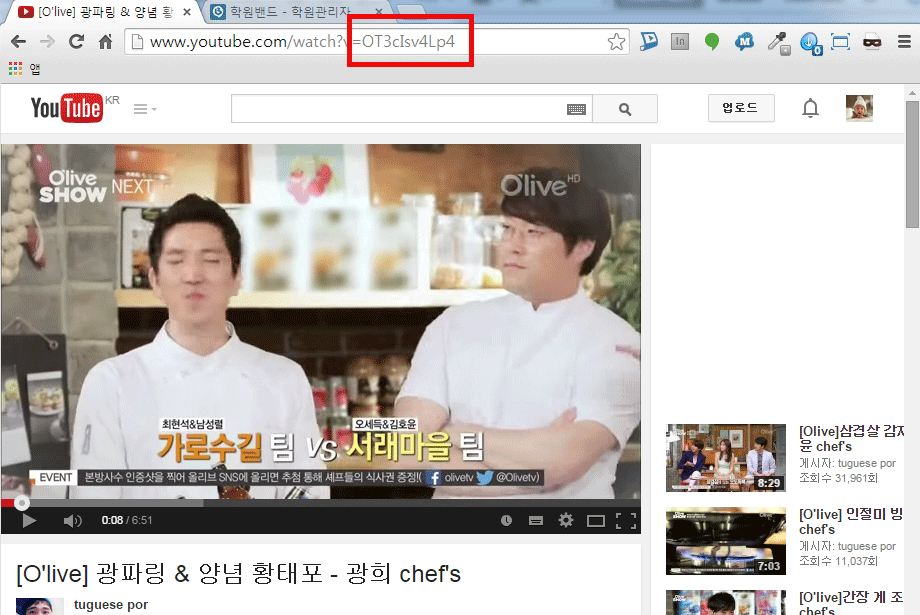 [O'live] 광파링 & 양념 황
학원밴드 - 학원관리자
www.youtube.com/watch?v=OT3cIsv4Lp4
앱
YouTube KR
업로드
O'live SHOW NEXT
O'live HD
최현석&남성렬
오세득&김호윤
가로수길 팀 vs 서래마을 팀
EVENT 본방사수 인증샷을 찍어 올리브 SNS에 올리면 추첨 통해 셰프들의 식사권 증정!( olivetv @Olivetv)
0:08 / 6:51
[O'live] 광파링 & 양념 황태포 - 광희 chef's
tuguese por
[Olive]삼겹살 감자
윤 chef's
게시자: tuguese por
조회수 31,961회
8:29
[O'live] 인절미 빙
chef's
게시자: tuguese por
조회수 11,037회
7:03
[O'live]간장 게 조
chef's